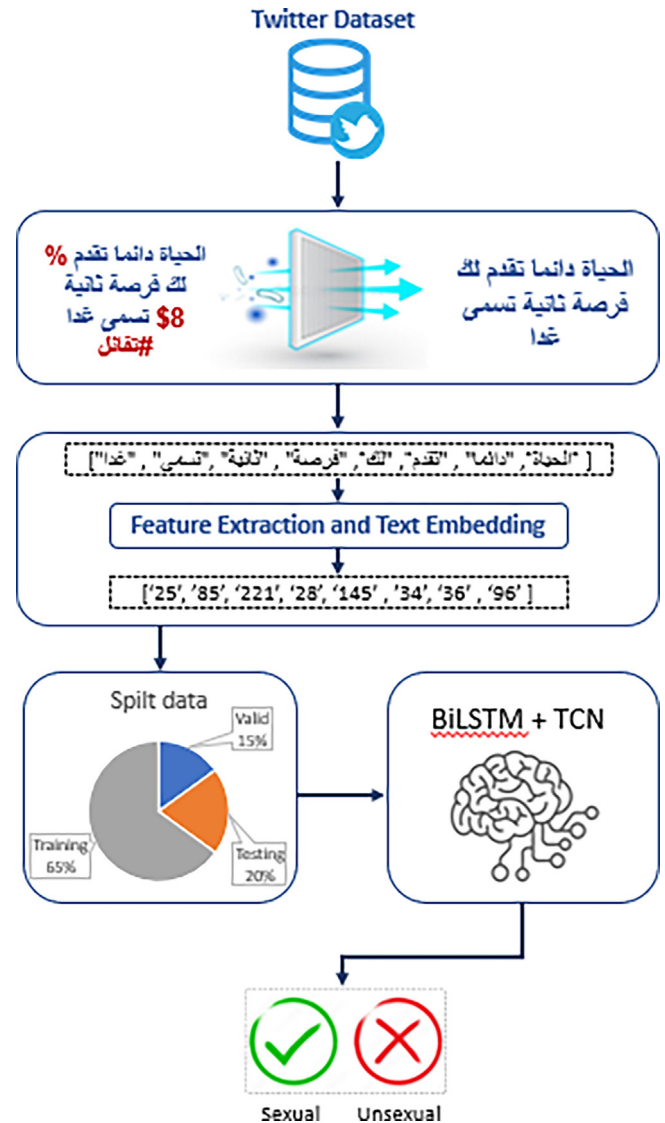 Twitter Dataset
% الحياة دائما تقدم
لك فرصة ثانية
$8 تسمى غدا
الحياة دائما تقدم لك
فرصة ثانية تسمى
غدا
["الحياة", "دائما" , "تقدم" ,"لك" ,"فرصة" , "ثانية" ,"تسمى" , "غدا"]
Feature Extraction and Text Embedding
['25', '85', '221', '28', '145' , '34', '36' , '96' ]
Spilt data
Valid
15%
Training
65%
Testing
20%
BiLSTM + TCN
Sexual
Unsexual